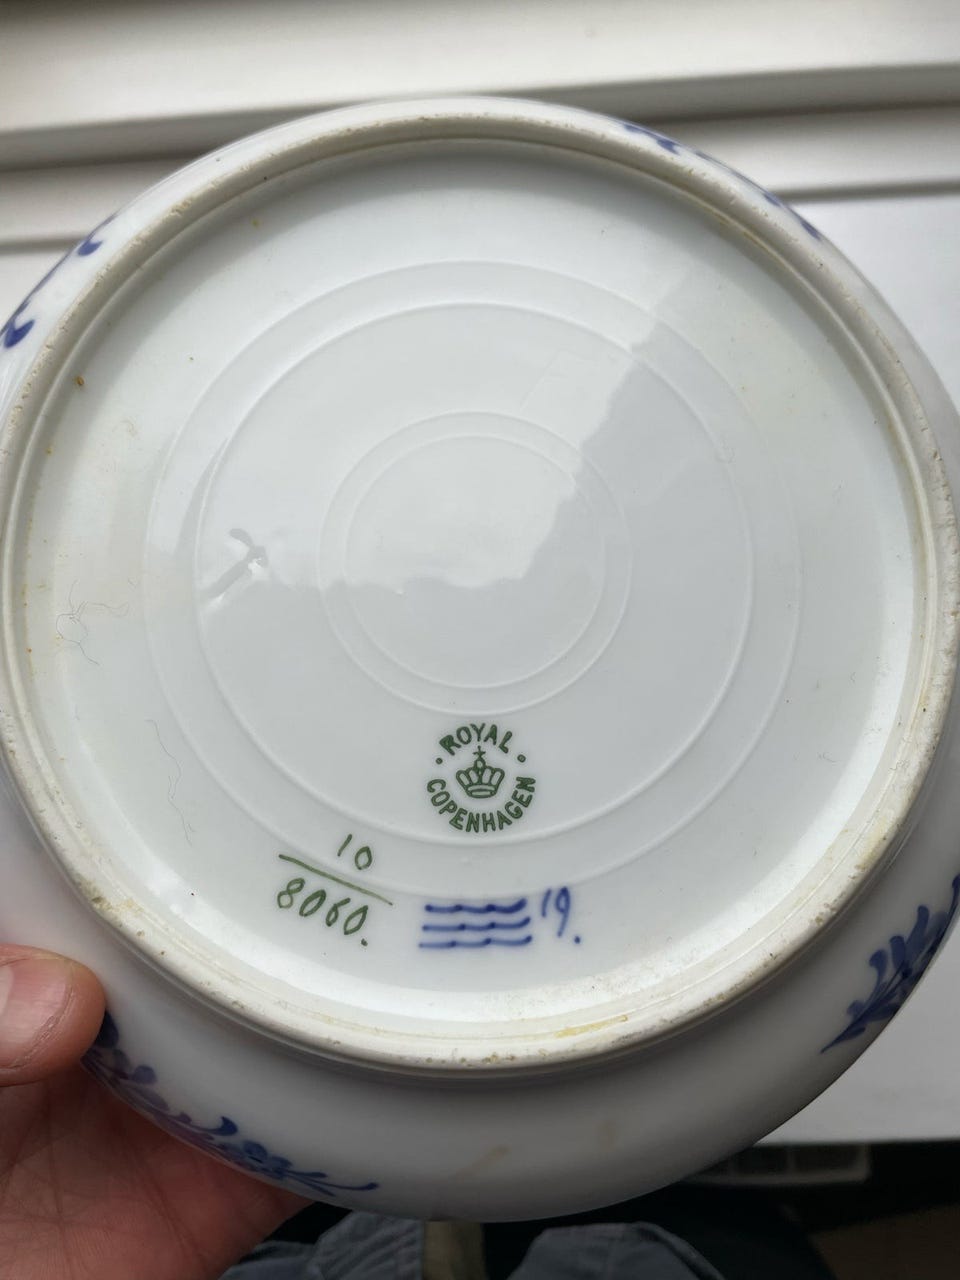 ROYAL
COPENHAGEN
10
8060.
19.